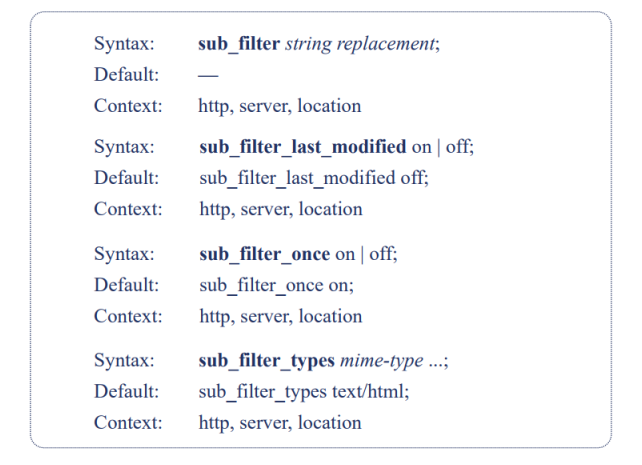 Syntax: sub_filter string replacement;
Default: —
Context: http, server, location
Syntax: sub_filter_last_modified on | off;
Default: sub_filter_last_modified off;
Context: http, server, location
Syntax: sub_filter_once on | off;
Default: sub_filter_once on;
Context: http, server, location
Syntax: sub_filter_types mime-type ...;
Default: sub_filter_types text/html;
Context: http, server, location